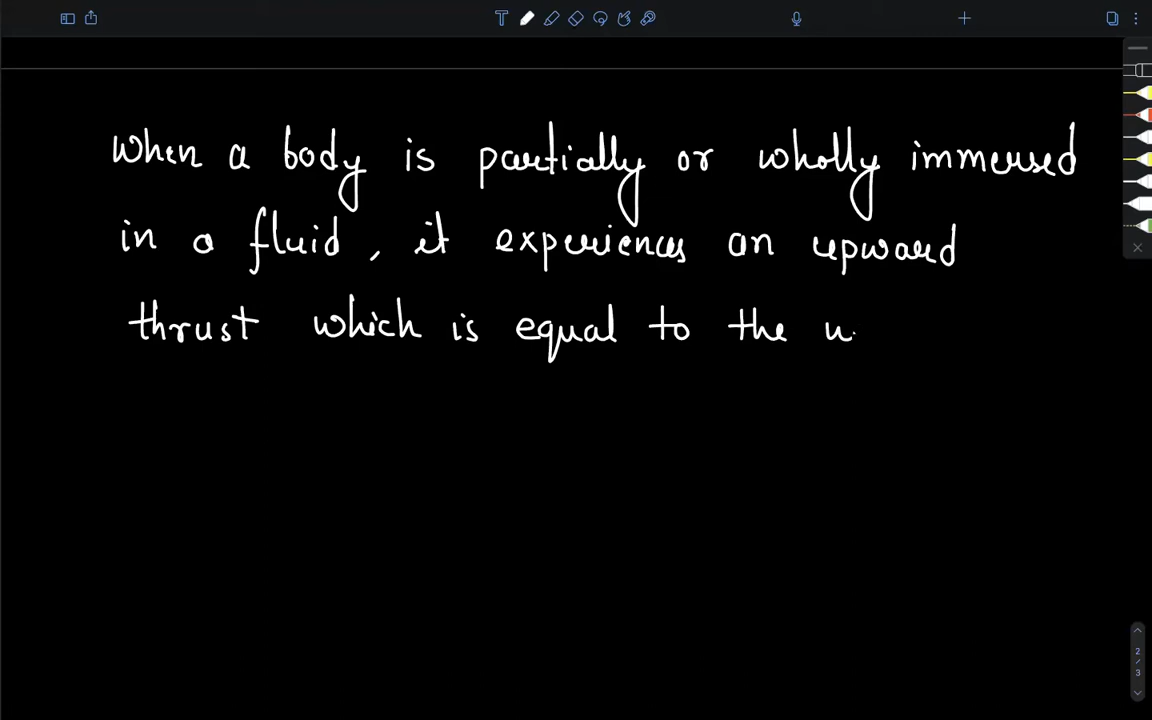 When a body is partially or wholly immersed
in a fluid, it experiences an upward
thrust which is equal to the